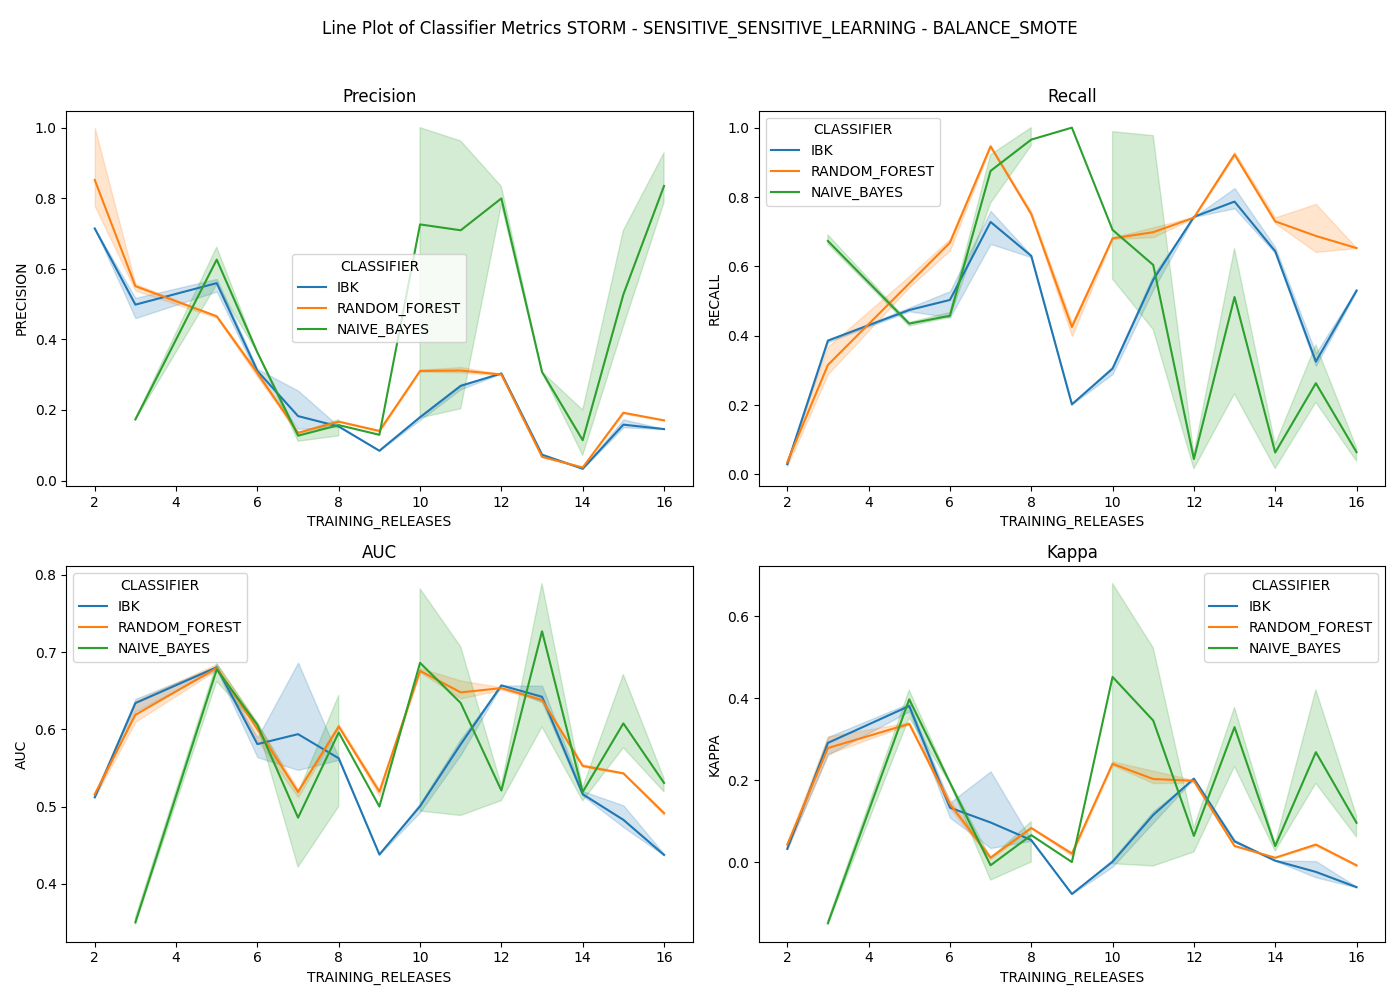 Line Plot of Classifier Metrics STORM - SENSITIVE_SENSITIVE_LEARNING - BALANCE_SMOTE
Precision
PRECISION
1.0
0.8
0.6
0.4
0.2
0.0
CLASSIFIER
IBK
RANDOM_FOREST
NAIVE_BAYES
2 4 6 8 10 12 14 16
TRAINING_RELEASES
Recall
RECALL
1.0
0.8
0.6
0.4
0.2
0.0
CLASSIFIER
IBK
RANDOM_FOREST
NAIVE_BAYES
2 4 6 8 10 12 14 16
TRAINING_RELEASES
AUC
AUC
0.8
0.7
0.6
0.5
0.4
CLASSIFIER
IBK
RANDOM_FOREST
NAIVE_BAYES
2 4 6 8 10 12 14 16
TRAINING_RELEASES
Kappa
KAPPA
0.6
0.4
0.2
0.0
CLASSIFIER
IBK
RANDOM_FOREST
NAIVE_BAYES
2 4 6 8 10 12 14 16
TRAINING_RELEASES